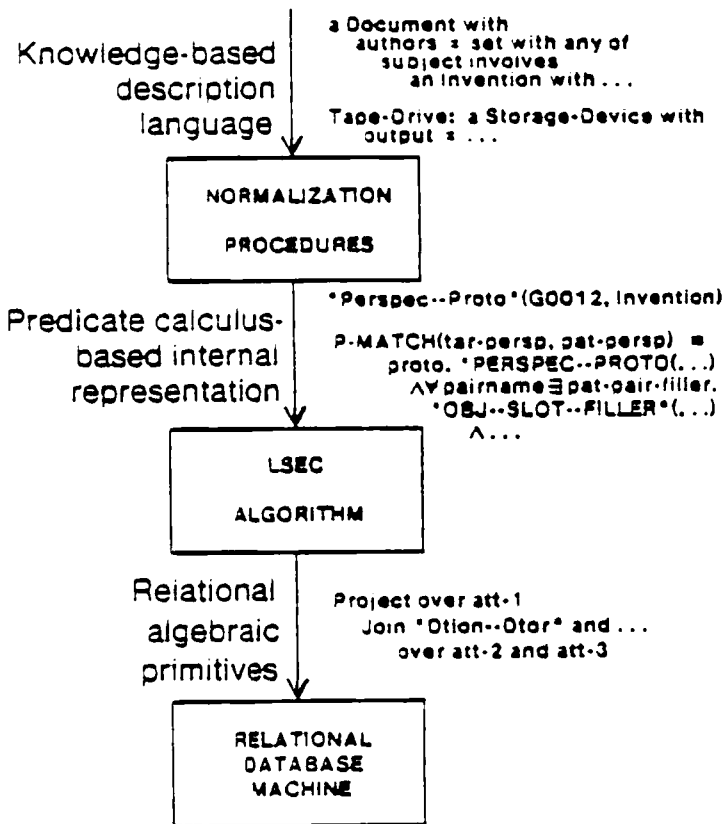 Knowledge-based
description
language
a Document with
authors = set with any of
subject involves
an Invention with ...
Tape-Drive: a Storage-Device with
output = ...
NORMALIZATION
PROCEDURES
Predicate calculus-
based internal
representation
"Perspec--Proto"(G0012, Invention)
P-MATCH(tar-persp, pat-persp) ≡
proto. "PERSPEC--PROTO(...)
∧∀pairname∃pat-pair-filler.
"OBJ--SLOT--FILLER"(...)
∧...
LSEC
ALGORITHM
Relational
algebraic
primitives
Project over att-1
Join "Dtion--Dtor" and ...
over att-2 and att-3
RELATIONAL
DATABASE
MACHINE